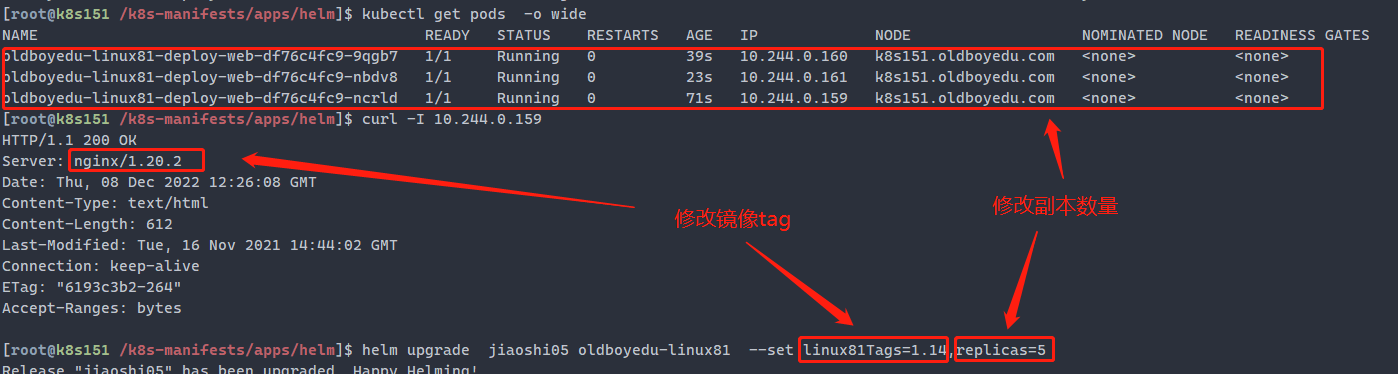 [root@k8s151 /k8s-manifests/apps/helm]$ kubectl get pods  -o wide
NAME READY STATUS RESTARTS AGE IP NODE NOMINATED NODE READINESS GATES
oldboyedu-linux81-deploy-web-df76c4fc9-9qgb7 1/1 Running 0 39s 10.244.0.160 k8s151.oldboyedu.com <none> <none>
oldboyedu-linux81-deploy-web-df76c4fc9-nbdv8 1/1 Running 0 23s 10.244.0.161 k8s151.oldboyedu.com <none> <none>
oldboyedu-linux81-deploy-web-df76c4fc9-ncrld 1/1 Running 0 71s 10.244.0.159 k8s151.oldboyedu.com <none> <none>
[root@k8s151 /k8s-manifests/apps/helm]$ curl -I 10.244.0.159
HTTP/1.1 200 OK
Server: nginx/1.20.2
Date: Thu, 08 Dec 2022 12:26:08 GMT
Content-Type: text/html
Content-Length: 612
Last-Modified: Tue, 16 Nov 2021 14:44:02 GMT
Connection: keep-alive
ETag: "6193c3b2-264"
Accept-Ranges: bytes
修改镜像tag
修改副本数量
[root@k8s151 /k8s-manifests/apps/helm]$ helm upgrade  jiaoshi05 oldboyedu-linux81  --set linux81Tags=1.14,replicas=5
Release "jiaoshi05" has been upgraded. Happy Helming!